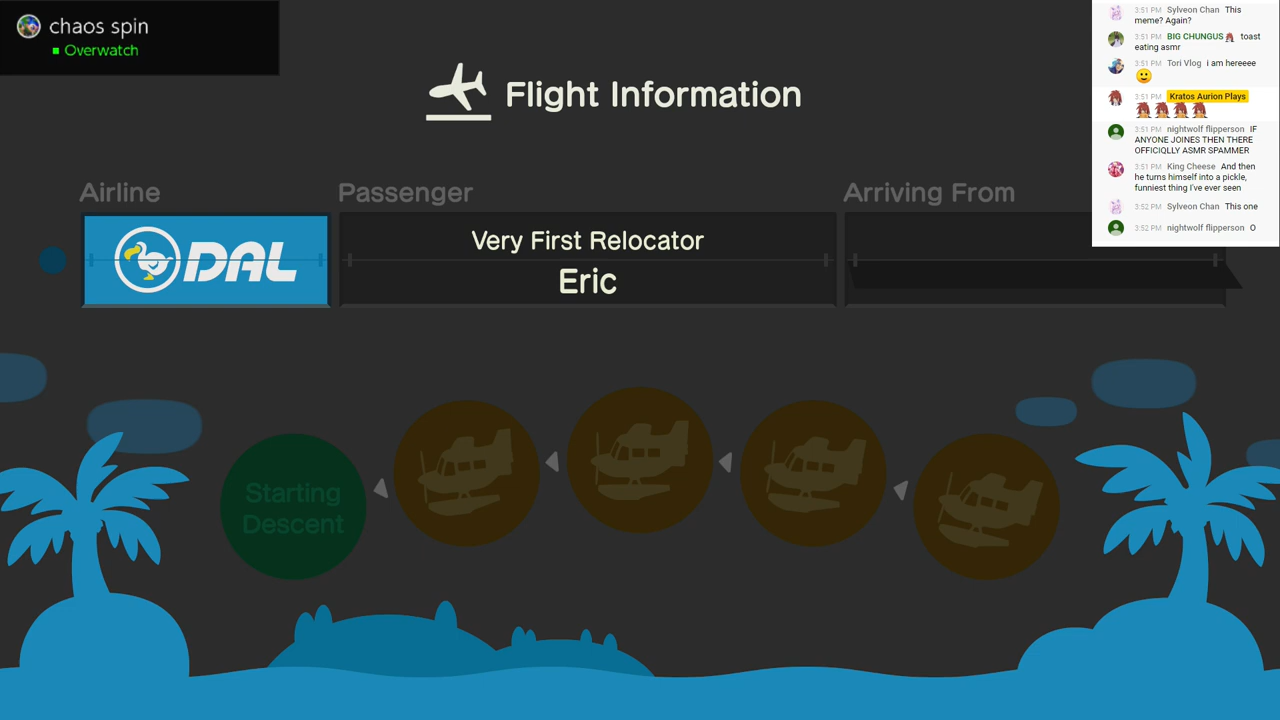 chaos spin
Overwatch
Flight Information
Airline
Passenger
Arriving From
DAL
Very First Relocator
Eric
Starting
Descent
3:51 PM Sylveon Chan This
meme? Again?
3:51 PM BIG CHUNGUS toast
eating asmr
3:51 PM Tori Vlog i am hereeee
3:51 PM Kratos Aurion Plays
3:51 PM nightwolf flipperson IF
ANYONE JOINES THEN THERE
OFFICIQLLY ASMR SPAMMER
3:51 PM King Cheese And then
he turns himself into a pickle,
funniest thing I've ever seen
3:52 PM Sylveon Chan This one
3:52 PM nightwolf flipperson O